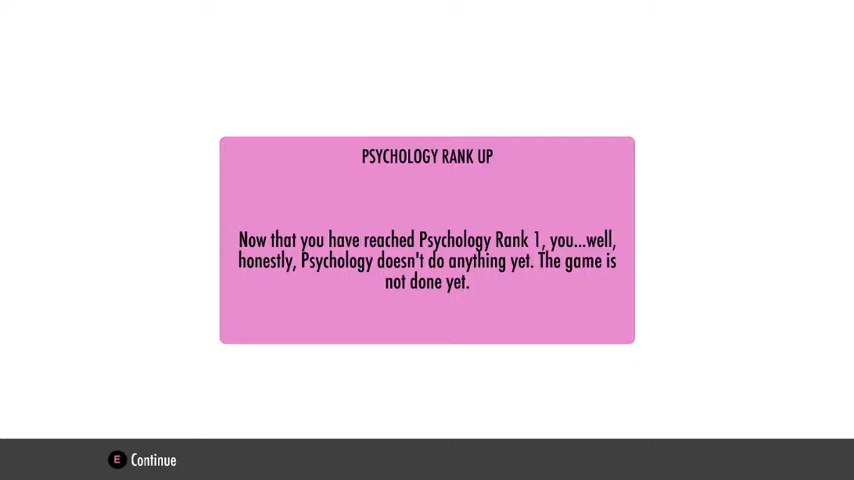 PSYCHOLOGY RANK UP
Now that you have reached Psychology Rank 1, you...well,
honestly, Psychology doesn't do anything yet. The game is
not done yet.
E Continue